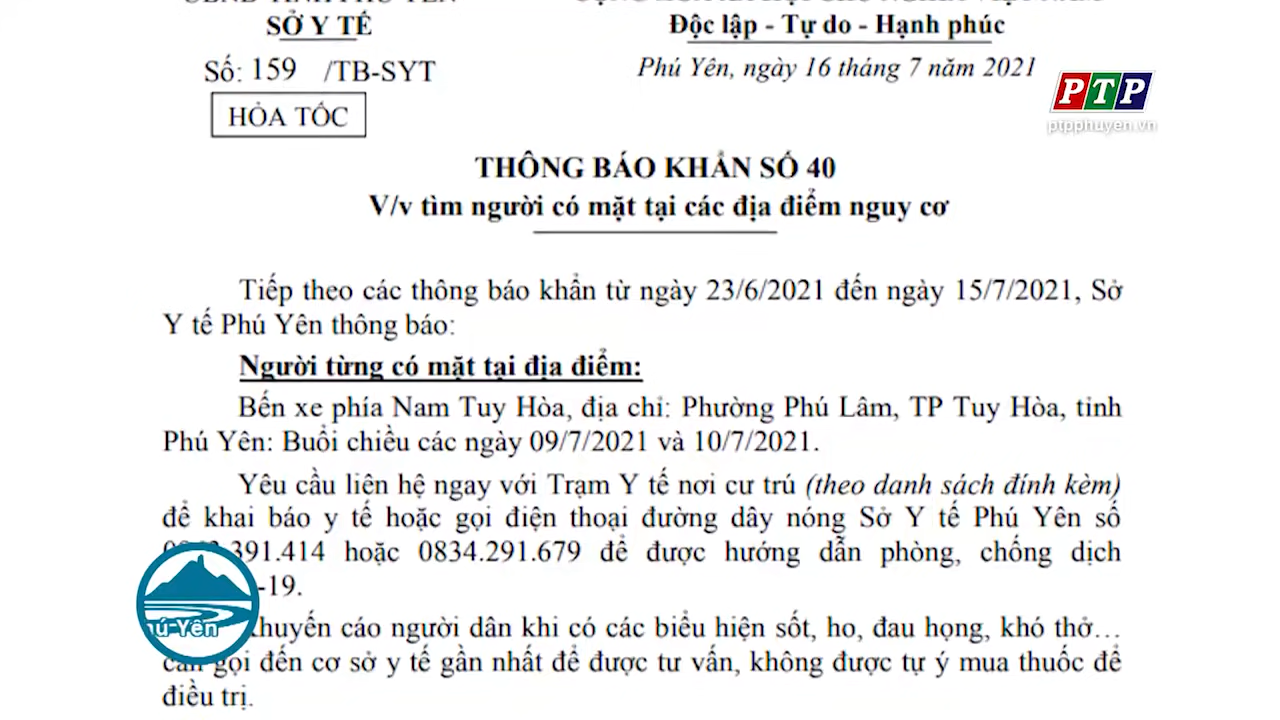 SỞ Y TẾ
Độc lập - Tự do - Hạnh phúc
Số: 159 /TB-SYT
Phú Yên, ngày 16 tháng 7 năm 2021
PTP
ptpphuyen.vn
HỎA TỐC
THÔNG BÁO KHẨN SỐ 40
V/v tìm người có mặt tại các địa điểm nguy cơ
Tiếp theo các thông báo khẩn từ ngày 23/6/2021 đến ngày 15/7/2021, Sở
Y tế Phú Yên thông báo:
Người từng có mặt tại địa điểm:
Bến xe phía Nam Tuy Hòa, địa chỉ: Phường Phú Lâm, TP Tuy Hòa, tỉnh
Phú Yên: Buổi chiều các ngày 09/7/2021 và 10/7/2021.
Yêu cầu liên hệ ngay với Trạm Y tế nơi cư trú (theo danh sách đính kèm)
để khai báo y tế hoặc gọi điện thoại đường dây nóng Sở Y tế Phú Yên số
.391.414 hoặc 0834.291.679 để được hướng dẫn phòng, chống dịch
-19.
Khuyến cáo người dân khi có các biểu hiện sốt, ho, đau họng, khó thở…
cần gọi đến cơ sở y tế gần nhất để được tư vấn, không được tự ý mua thuốc để
điều trị.
hú Yên